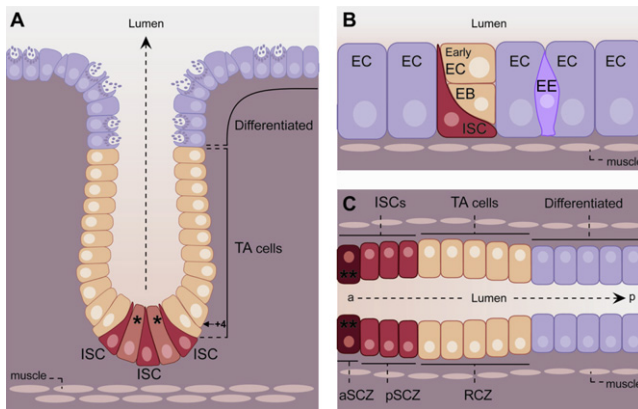 A
Lumen
Differentiated
TA cells
* *
+4
ISC ISC
ISC
muscle
B
Lumen
EC EC Early EC EC EC
EB EE
ISC
muscle
C
ISCs TA cells Differentiated
**
a Lumen p
**
muscle
aSCZ pSCZ RCZ